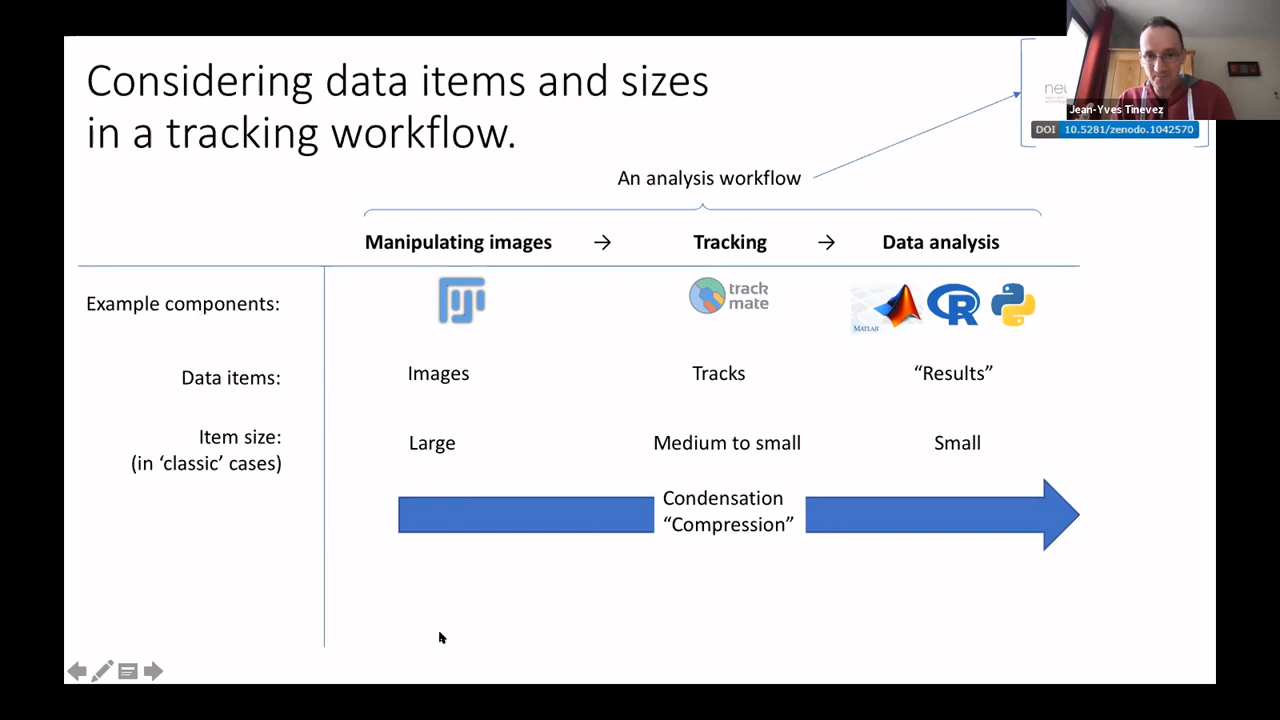 Considering data items and sizes
in a tracking workflow.
Jean-Yves Tinevez
DOI 10.5281/zenodo.1042570
An analysis workflow
Manipulating images → Tracking → Data analysis
Example components:
track
mate
MATLAB
R
Data items: Images Tracks “Results”
Item size:
(in ‘classic’ cases)
Large Medium to small Small
Condensation
“Compression”